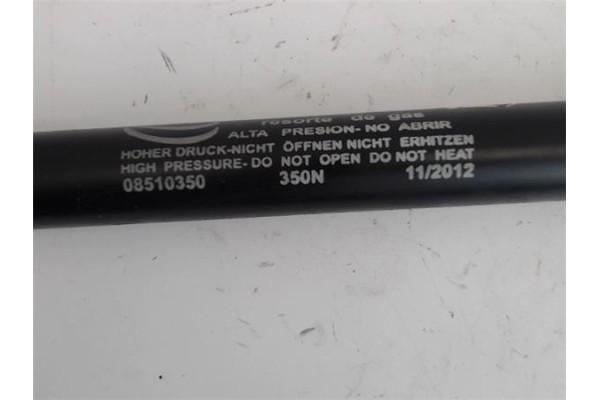 resorte de gas
ALTA PRESION- NO ABRIR
HOHER DRUCK-NICHT ÖFFNEN NICHT ERHITZEN
HIGH PRESSURE- DO NOT OPEN DO NOT HEAT
08510350 350N 11/2012